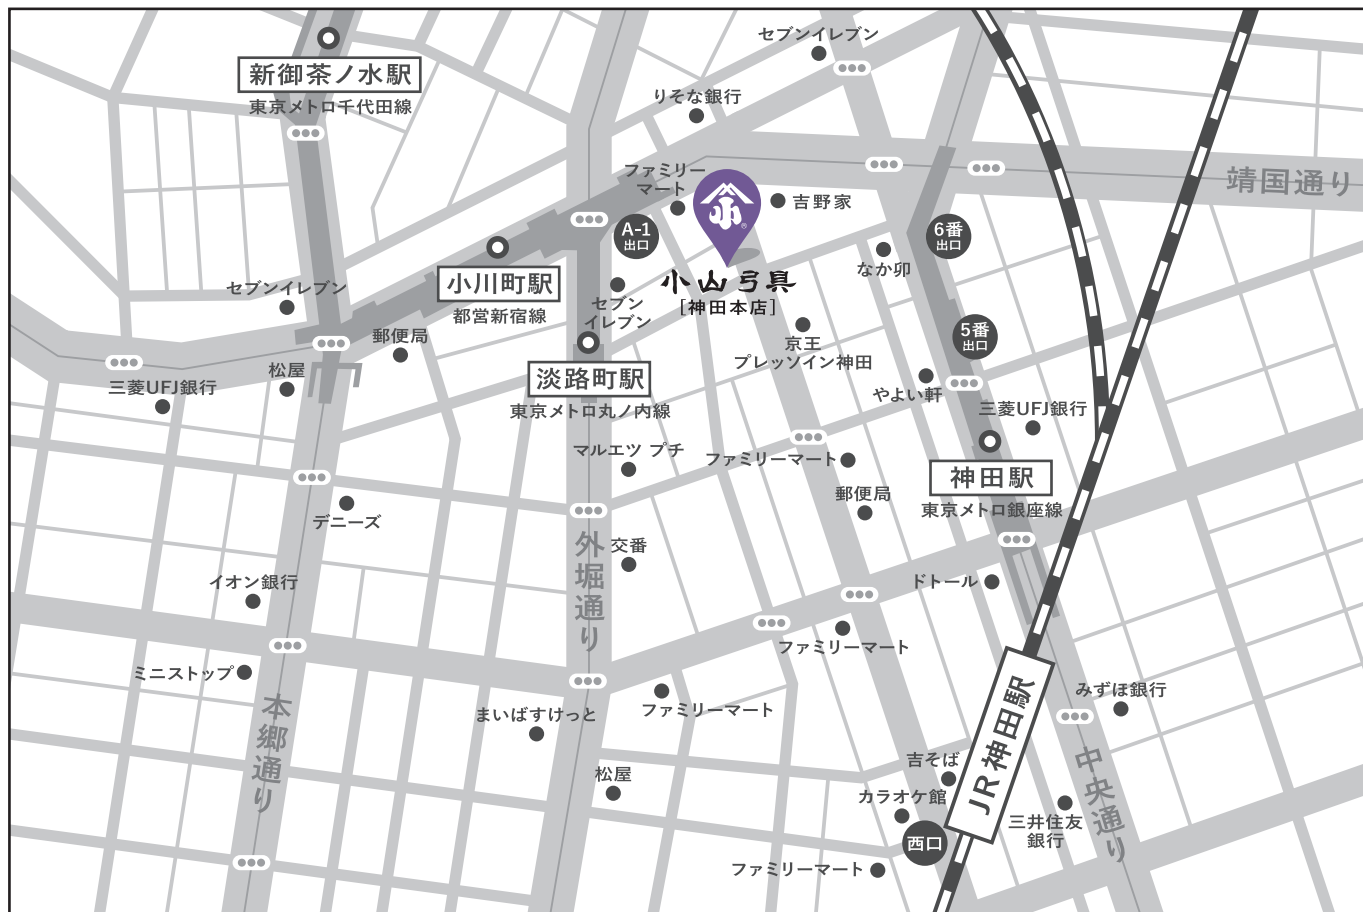 セブンイレブン
新御茶ノ水駅
東京メトロ千代田線
りそな銀行
ファミリー
マート
小
®
吉野家
靖国通り
A-1
出口
6番
出口
なか卯
小川町駅
都営新宿線
セブンイレブン
セブン
イレブン
小山弓具
[神田本店]
郵便局
京王
プレッソイン神田
5番
出口
三菱UFJ銀行
松屋
淡路町駅
東京メトロ丸ノ内線
やよい軒
三菱UFJ銀行
マルエツ プチ
ファミリーマート
神田駅
東京メトロ銀座線
郵便局
デニーズ
外堀通り
交番
イオン銀行
ドトール
ファミリーマート
ミニストップ
本郷通り
まいばすけっと
ファミリーマート
JR神田駅
みずほ銀行
中央通り
吉そば
松屋
カラオケ館
三井住友
銀行
西口
ファミリーマート